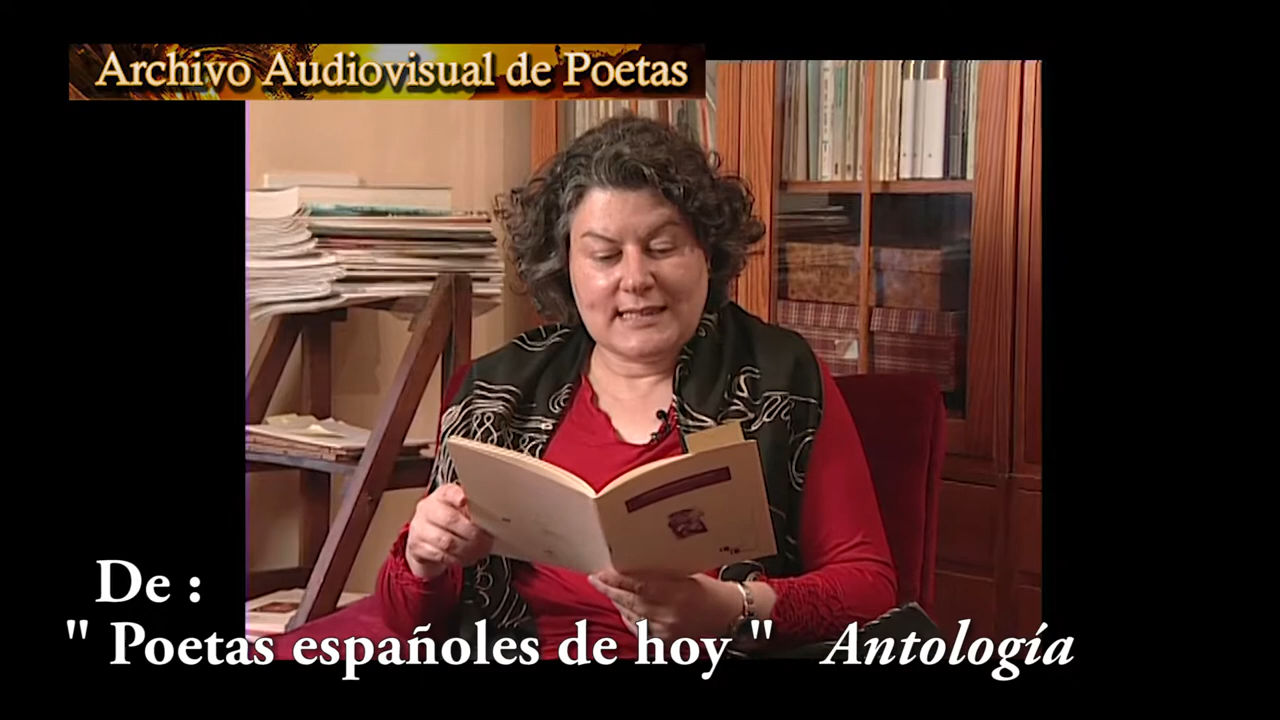 Archivo Audiovisual de Poetas
De :
" Poetas españoles de hoy " Antología